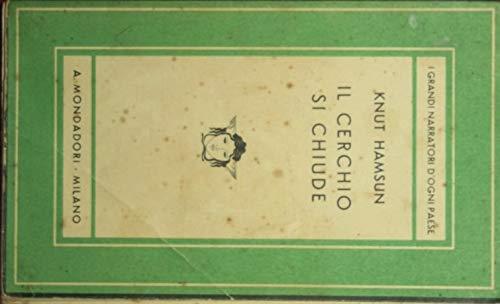 I GRANDI NARRATORI D'OGNI PAESE
KNUT HAMSUN
IL CERCHIO
SI CHIUDE
A. MONDADORI · MILANO